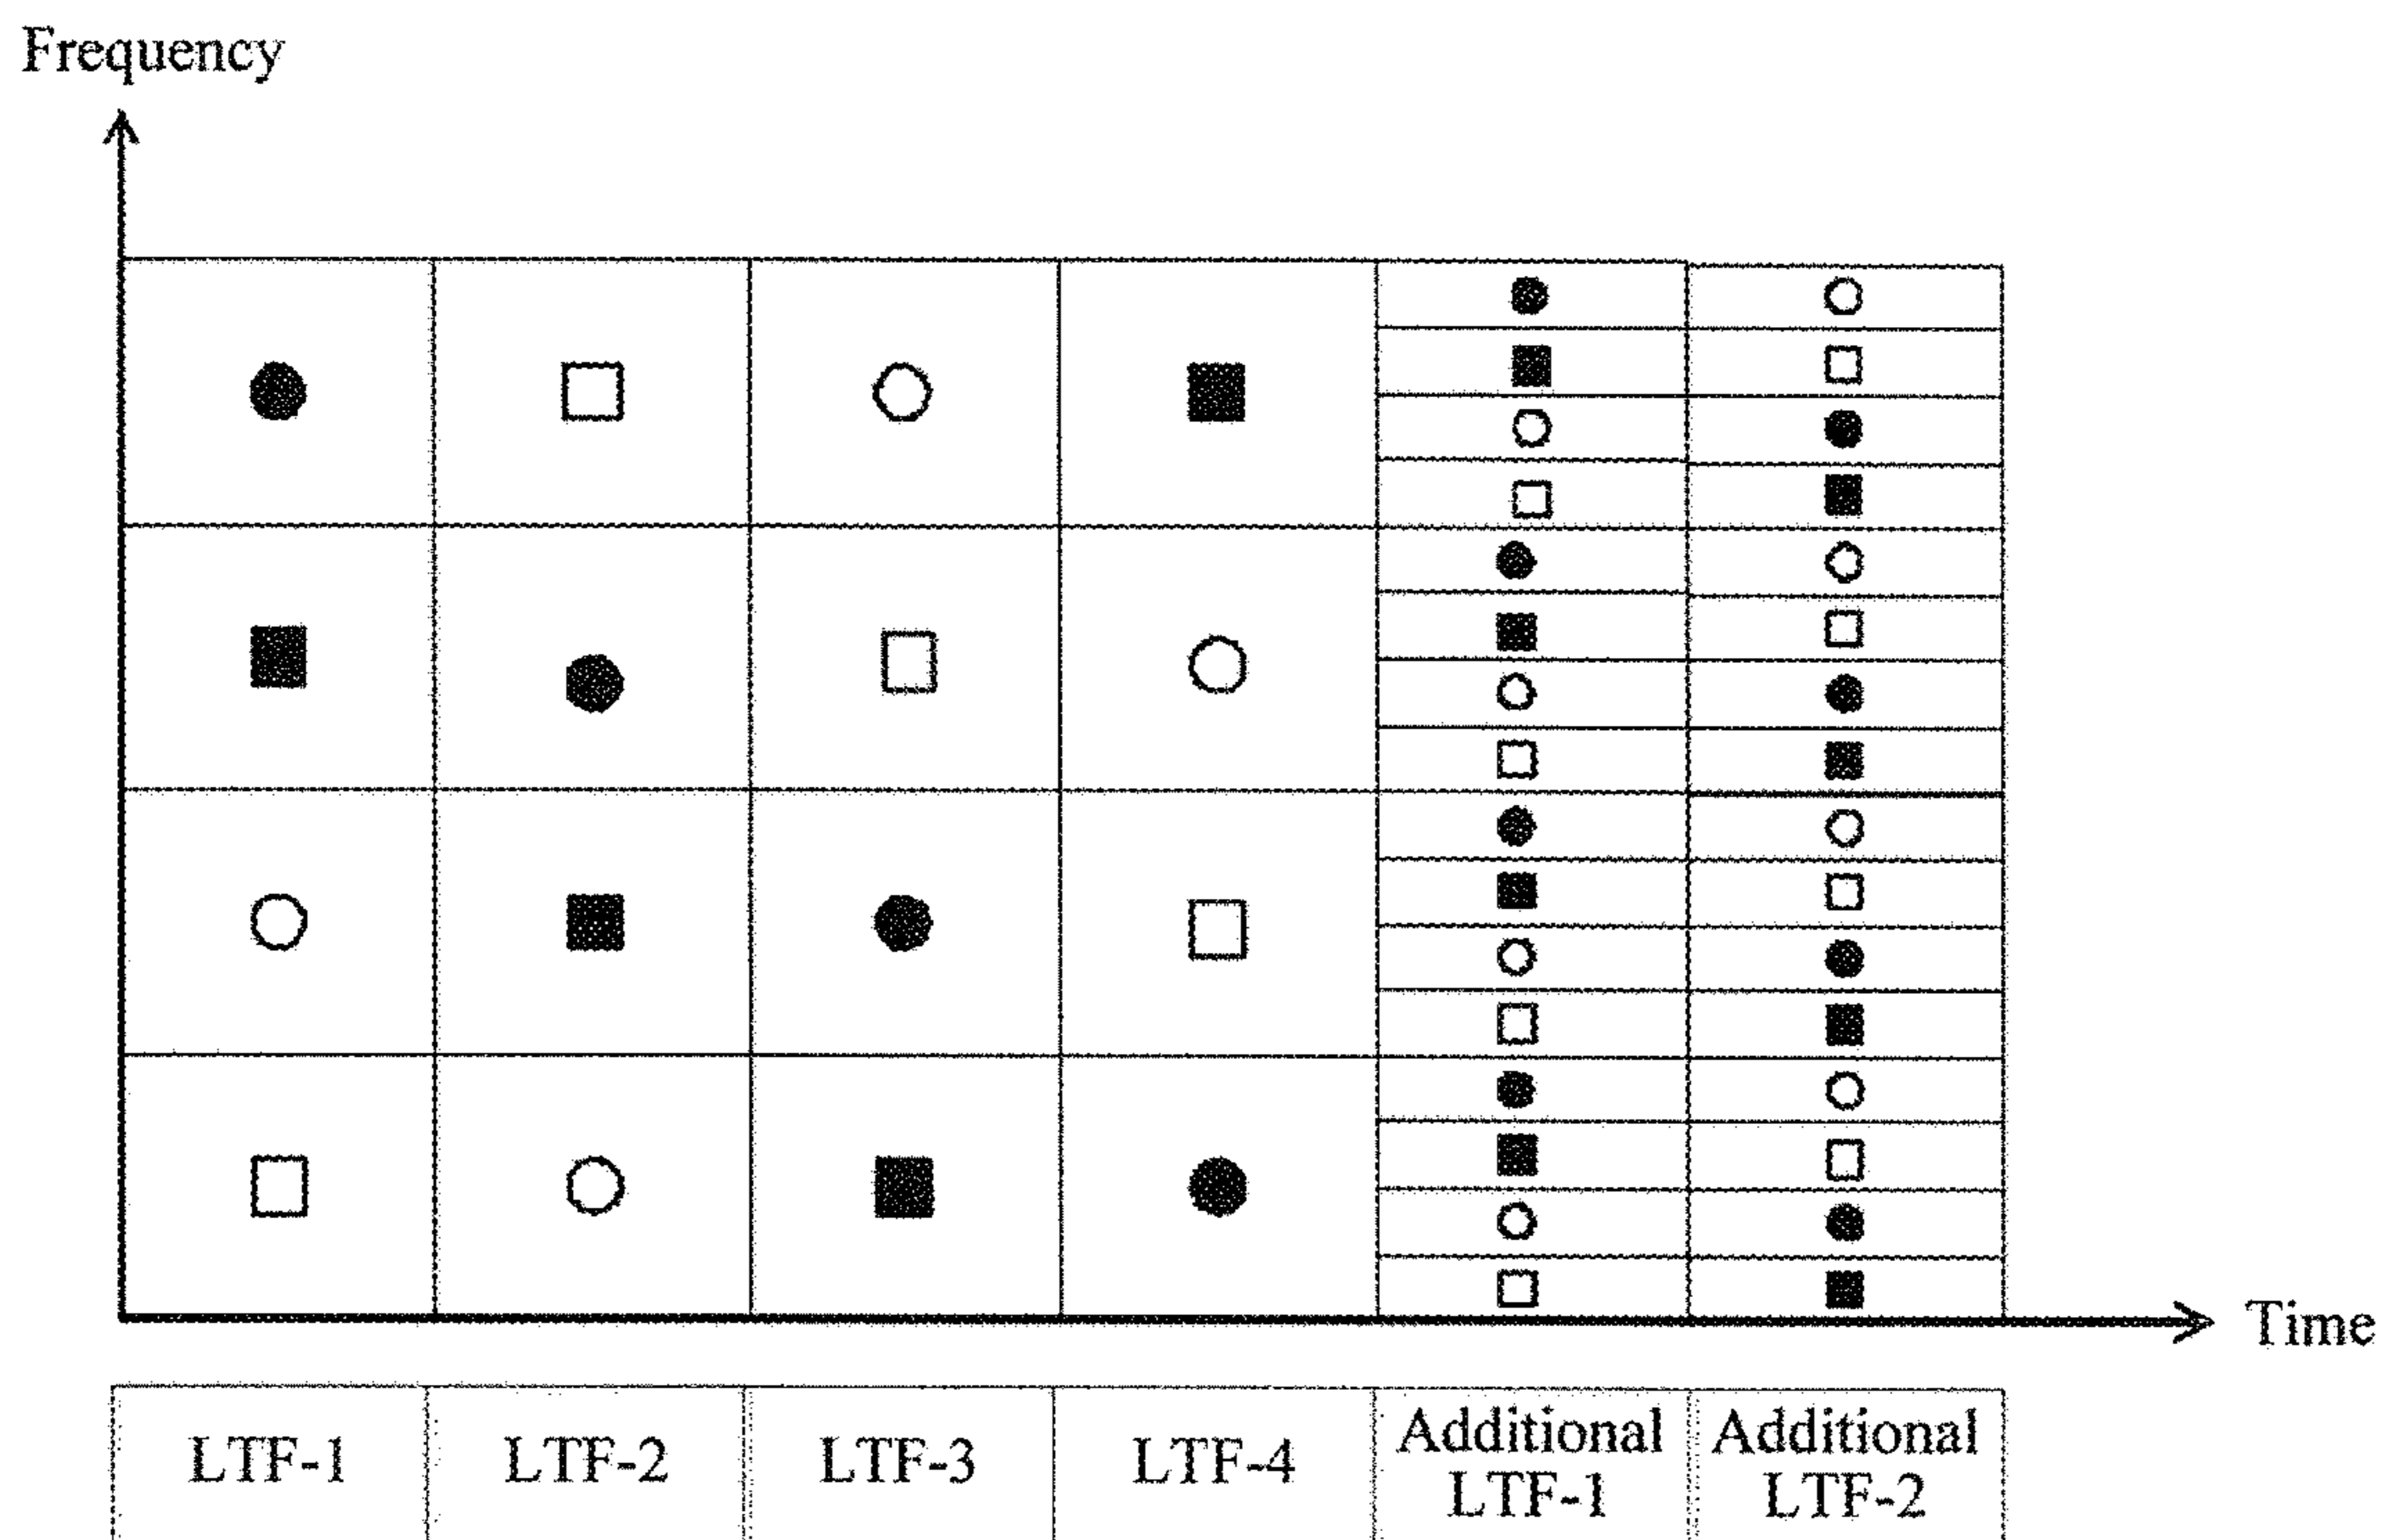 Frequency
Time
LTF-1
LTF-2
LTF-3
LTF-4
Additional
LTF-1
Additional
LTF-2